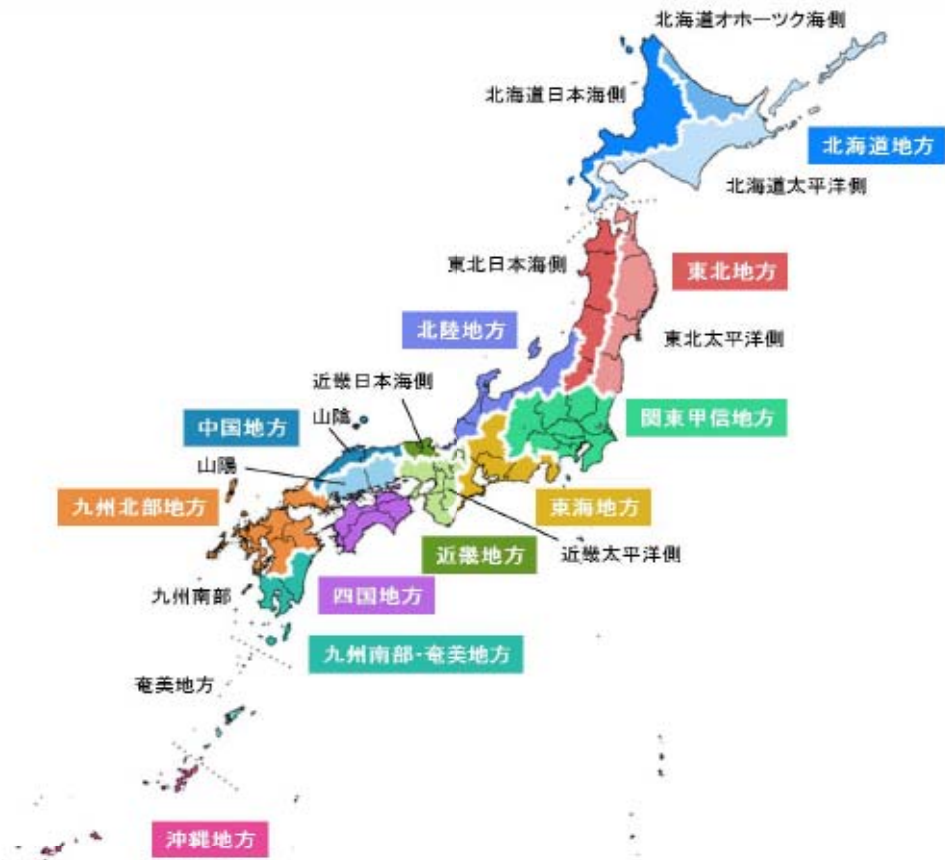 北海道オホーツク海側
北海道日本海側
北海道地方
北海道太平洋側
東北日本海側
東北地方
北陸地方
東北太平洋側
近畿日本海側
山陰
中国地方
関東甲信地方
山陽
九州北部地方
東海地方
近畿地方
近畿太平洋側
九州南部
四国地方
九州南部・奄美地方
奄美地方
沖縄地方